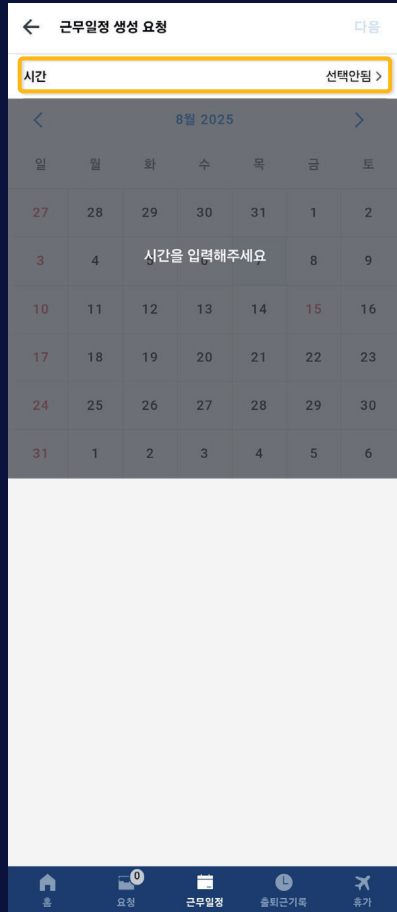 근무일정 생성 요청 다음
시간 선택안됨 >
< 8월 2025 >
일 월 화 수 목 금 토
27 28 29 30 31 1 2
시간을 입력해주세요
3 4 5 6 7 8 9
10 11 12 13 14 15 16
17 18 19 20 21 22 23
24 25 26 27 28 29 30
31 1 2 3 4 5 6
0
홈 요청 근무일정 출퇴근기록 휴가